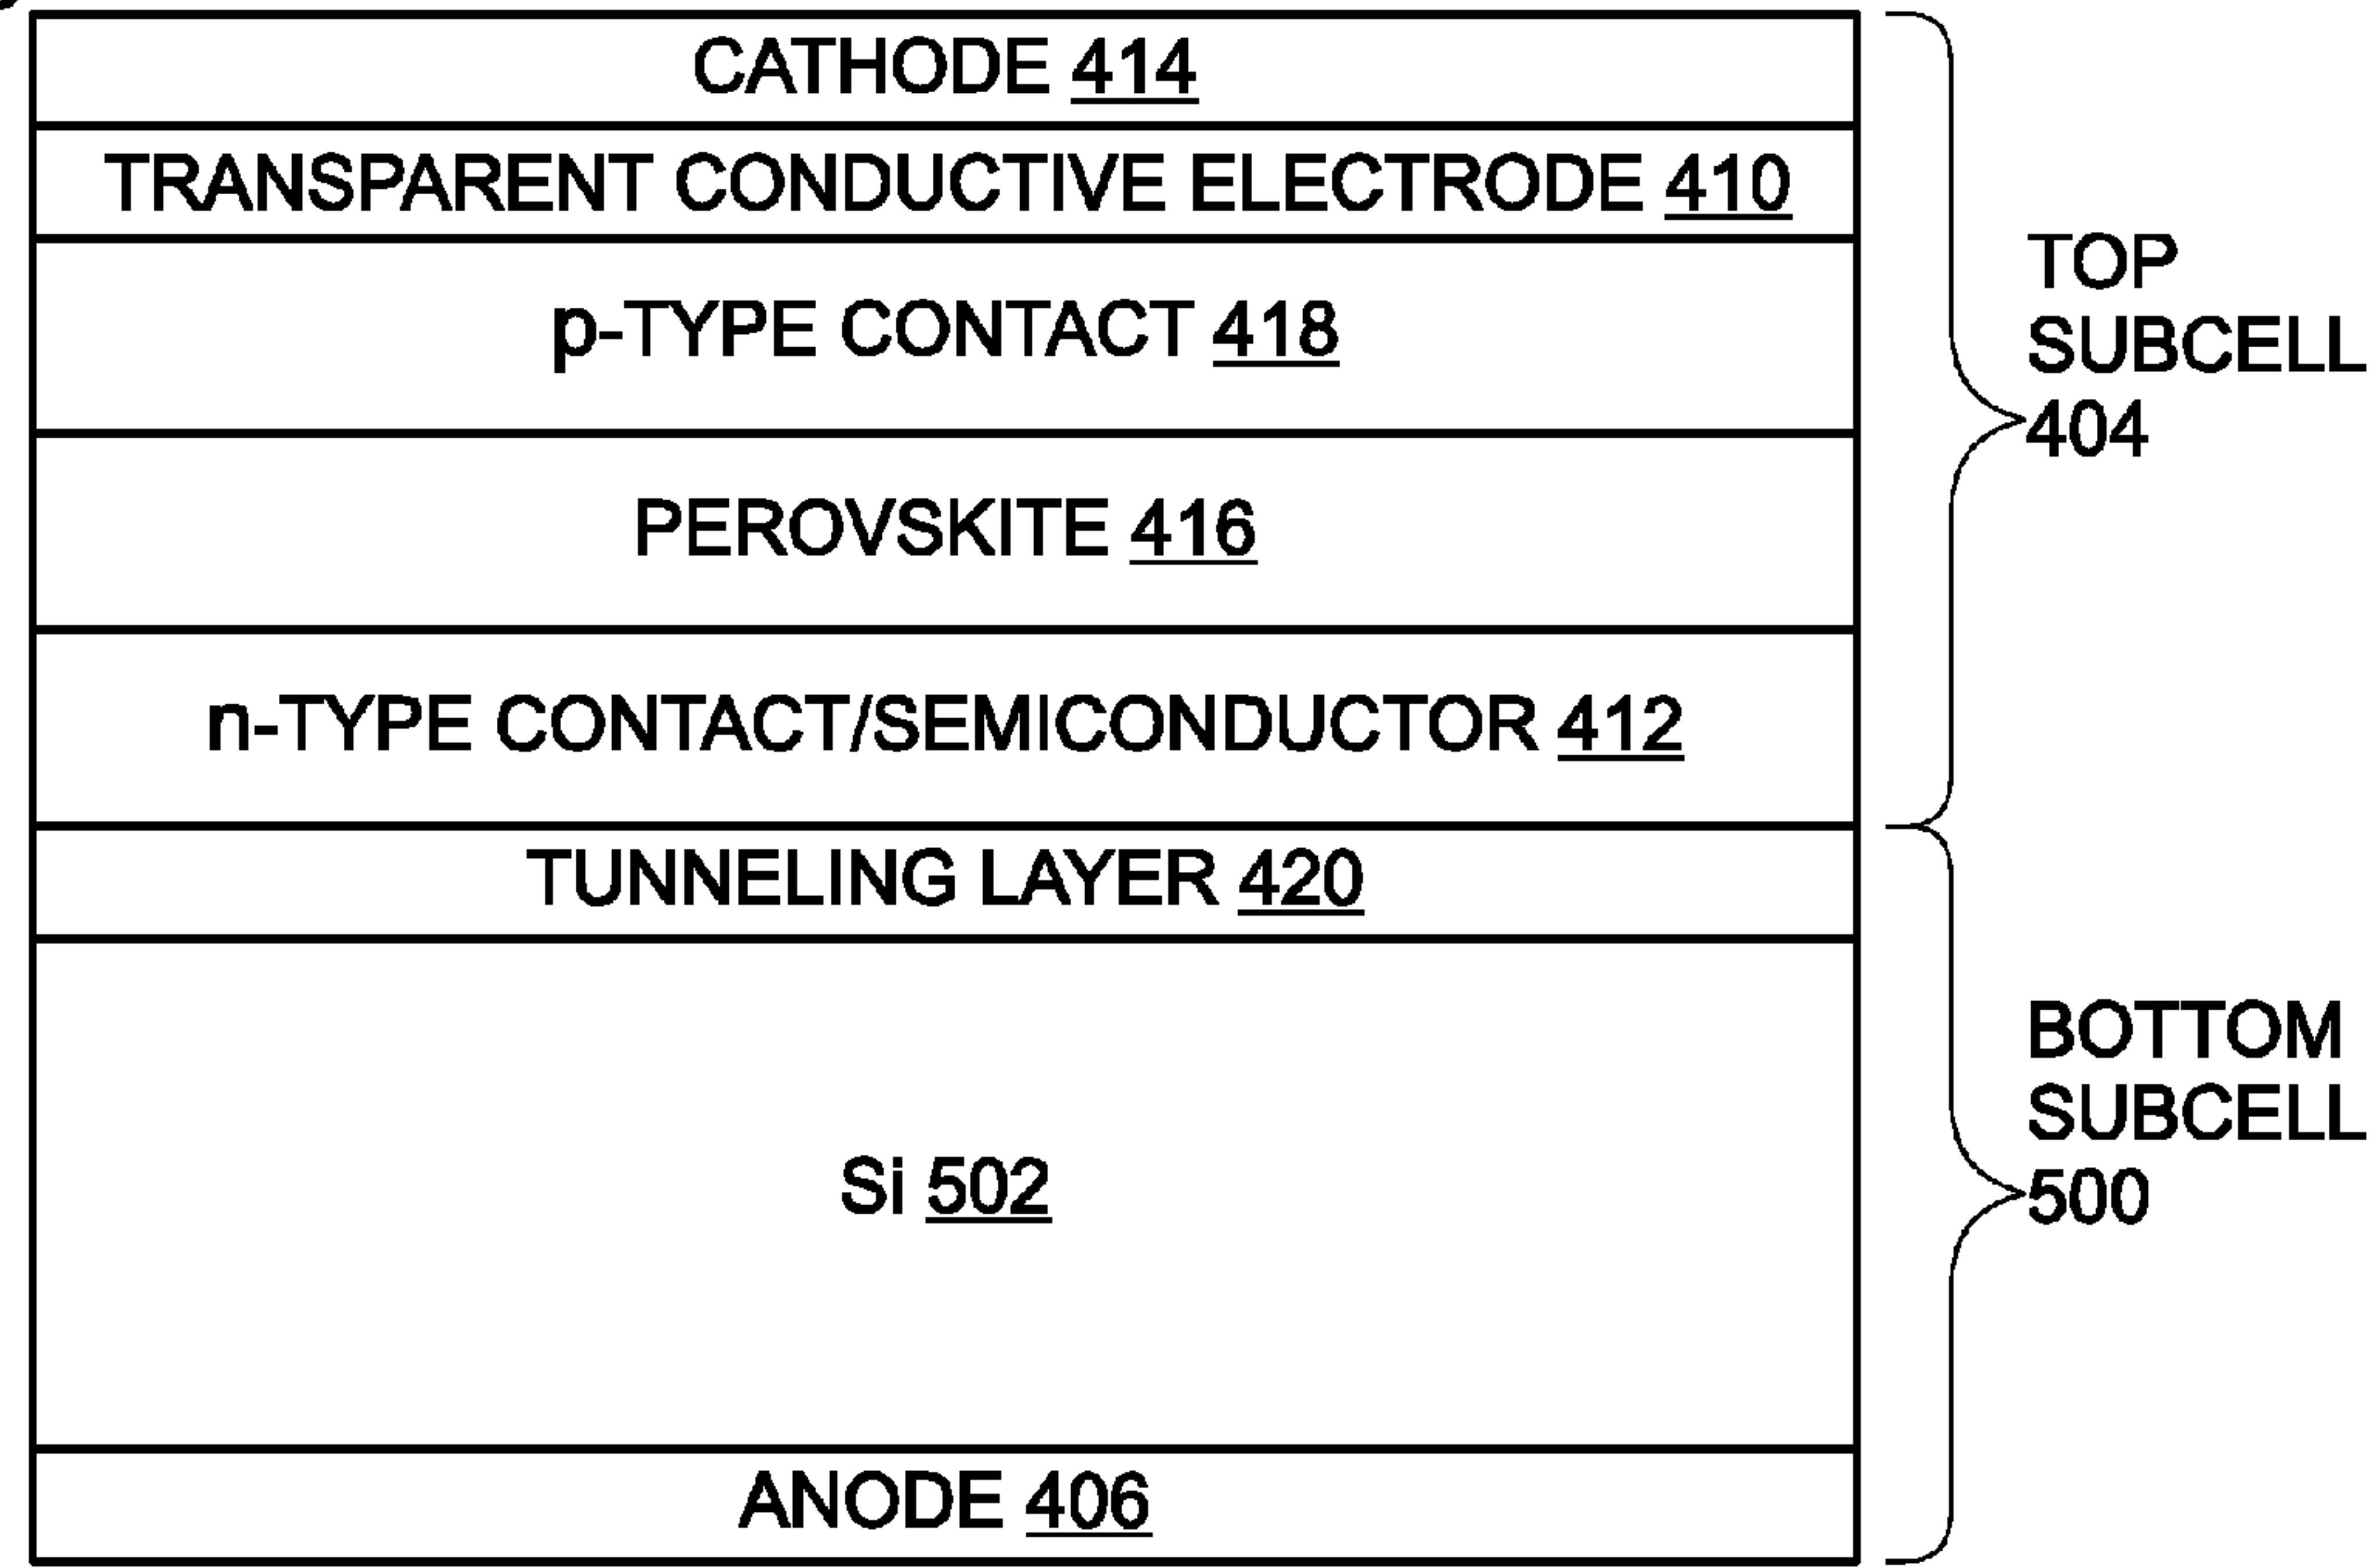 CATHODE 414
TRANSPARENT CONDUCTIVE ELECTRODE 410
p-TYPE CONTACT 418
PEROVSKITE 416
n-TYPE CONTACT/SEMICONDUCTOR 412
TUNNELING LAYER 420
Si 502
ANODE 406
TOP
SUBCELL
404
BOTTOM
SUBCELL
500